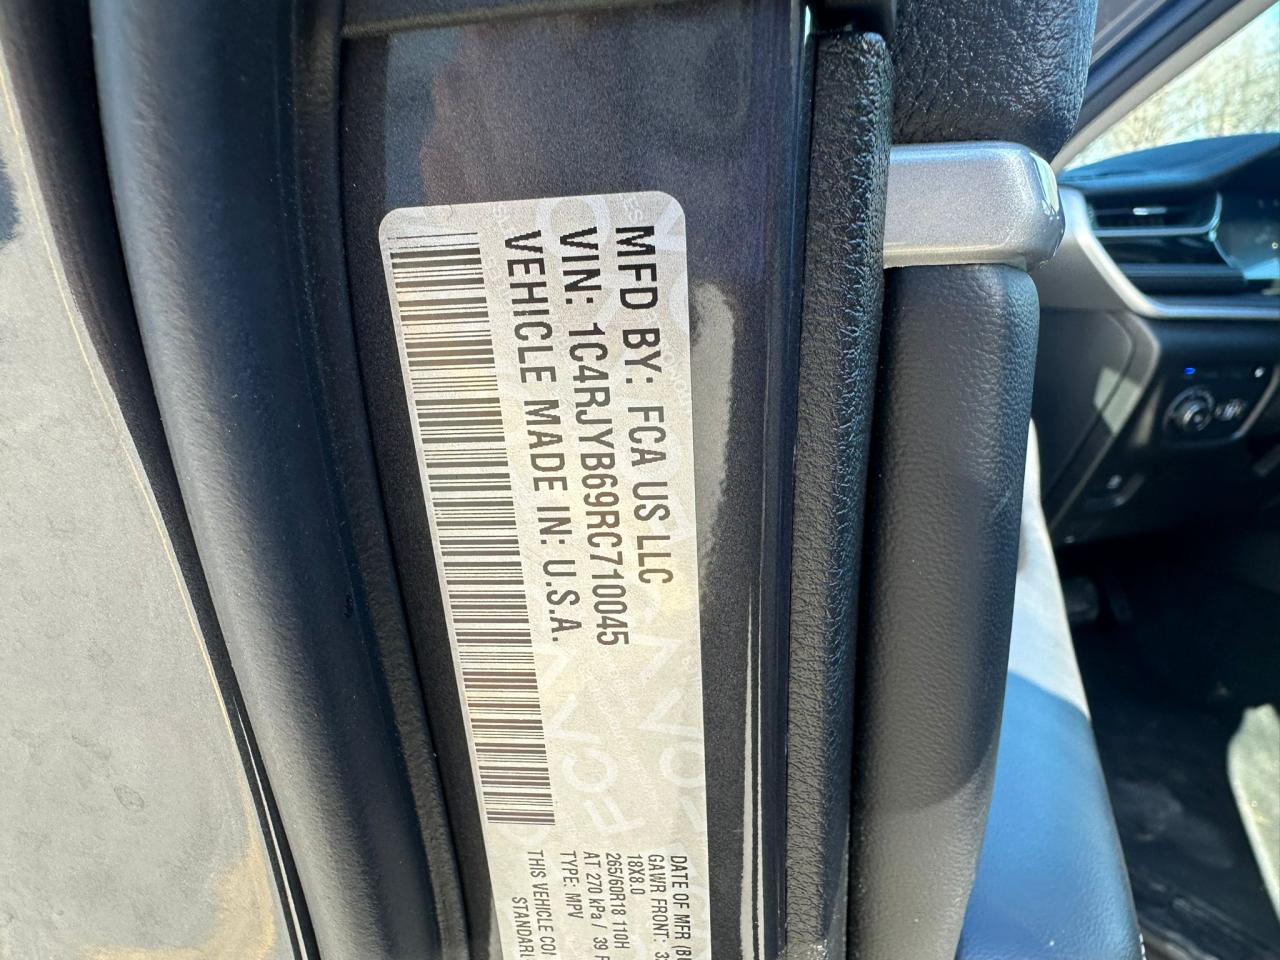 MFD BY: FCA US LLC
VIN: 1C4RJYB69RC710045
VEHICLE MADE IN: U.S.A.
DATE OF MFR
GAWR FRONT:
18X8.0
265/60R18 110H
AT 270 kPa / 39
TYPE: MPV
THIS VEHICLE